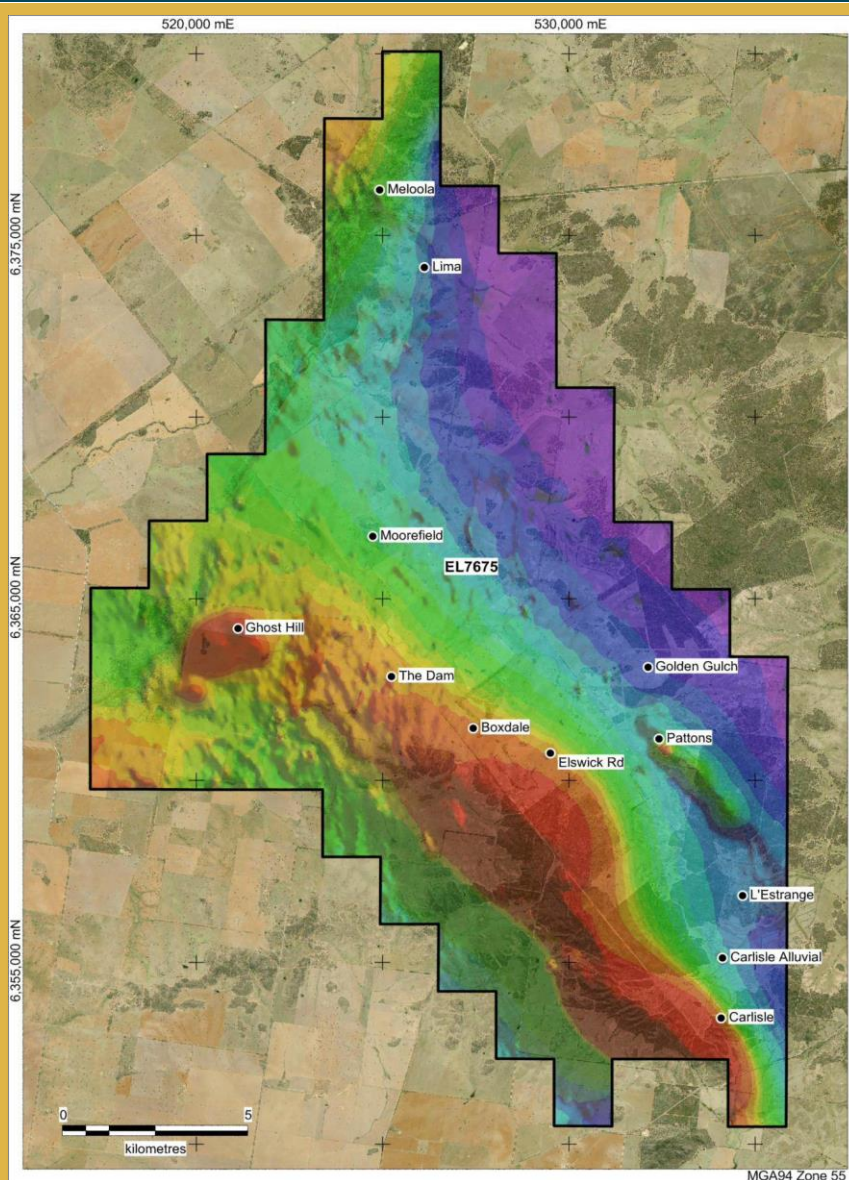 520,000 mE
530,000 mE
6,375,000 mN
Meloola
Lima
Moorefield
EL7675
6,365,000 mN
Ghost Hill
Golden Gulch
The Dam
Boxdale
Pattons
Elswick Rd
L'Estrange
6,355,000 mN
Carlisle Alluvial
Carlisle
0
5
kilometres
MGA94 Zone 55